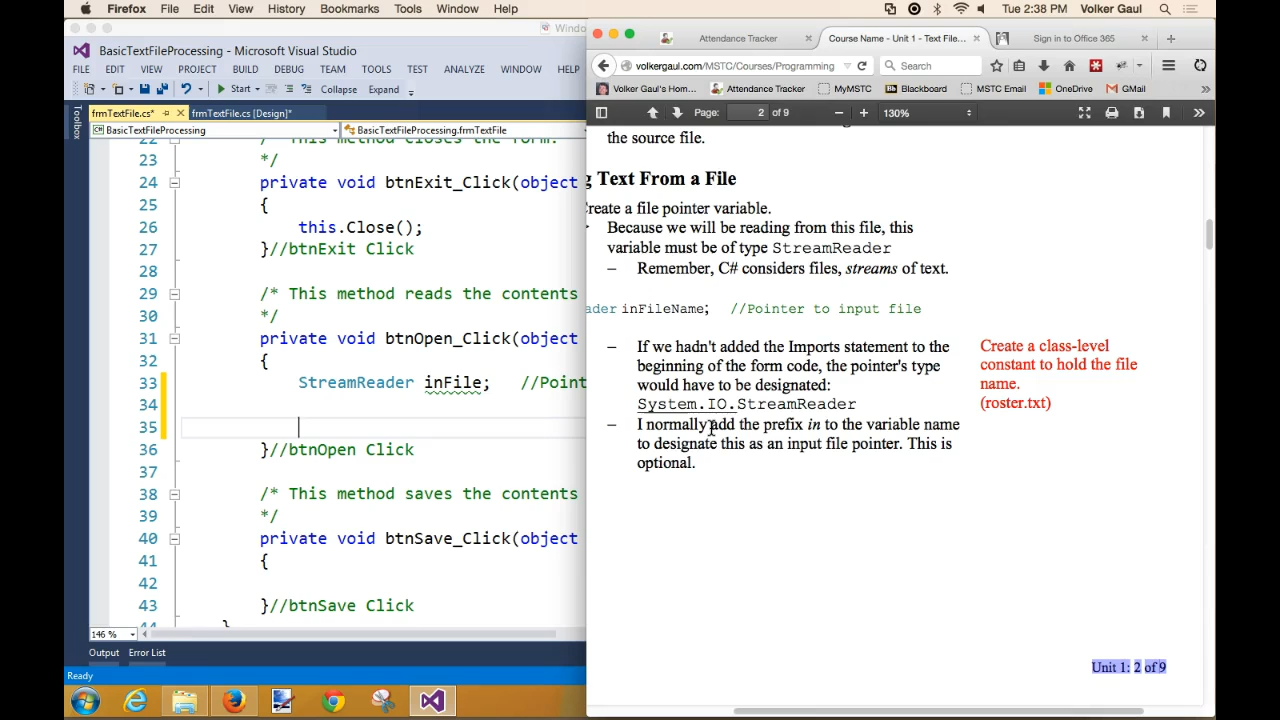 Firefox File Edit View History Bookmarks Tools Window Help Tue 2:38 PM Volker Gaul
Windo
BasicTextFileProcessing - Microsoft Visual Studio
FILE EDIT VIEW PROJECT BUILD DEBUG TEAM TOOLS TEST ANALYZE WINDOW HELP
Start Collapse Expand
frmTextFile.cs* frmTextFile.cs [Design]*
BasicTextFileProcessing BasicTextFileProcessing.frmTextFile
Toolbox
22 / This method closes the form.
23 */
24 private void btnExit_Click(object
25 {
26 this.Close();
27 }//btnExit Click
28
29 /* This method reads the contents
30 */
31 private void btnOpen_Click(object
32 {
33 StreamReader inFile; //Point
34
35
36 }//btnOpen Click
37
38 /* This method saves the contents
39 */
40 private void btnSave_Click(object
41 {
42
43 }//btnSave Click
44 }
146 %
Output Error List
Ready
Attendance Tracker Course Name - Unit 1 - Text File... Sign in to Office 365
volkergaul.com/MSTC/Courses/Programming Search
Volker Gaul's Hom... Attendance Tracker MyMSTC Blackboard MSTC Email OneDrive GMail
Page: 2 of 9 130%
the source file.
g Text From a File
Create a file pointer variable.
Because we will be reading from this file, this
variable must be of type StreamReader
– Remember, C# considers files, streams of text.
ader inFileName; //Pointer to input file
– If we hadn't added the Imports statement to the
beginning of the form code, the pointer's type
would have to be designated:
System.IO.StreamReader
– I normally add the prefix in to the variable name
to designate this as an input file pointer. This is
optional.
Create a class-level
constant to hold the file
name.
(roster.txt)
Unit 1: 2 of 9